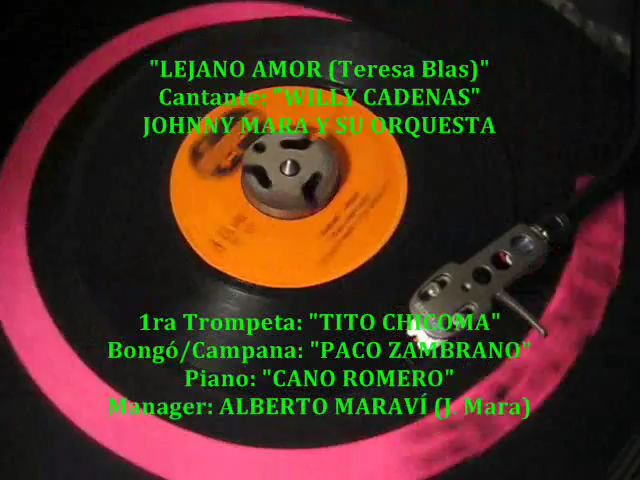 "LEJANO AMOR (Teresa Blas)"
Cantante: "WILLY CADENAS"
JOHNNY MARA Y SU ORQUESTA
1ra Trompeta: "TITO CHICOMA"
Bongó/Campana: "PACO ZAMBRANO"
Piano: "CANO ROMERO"
Manager: ALBERTO MARAVÍ (J. Mara)